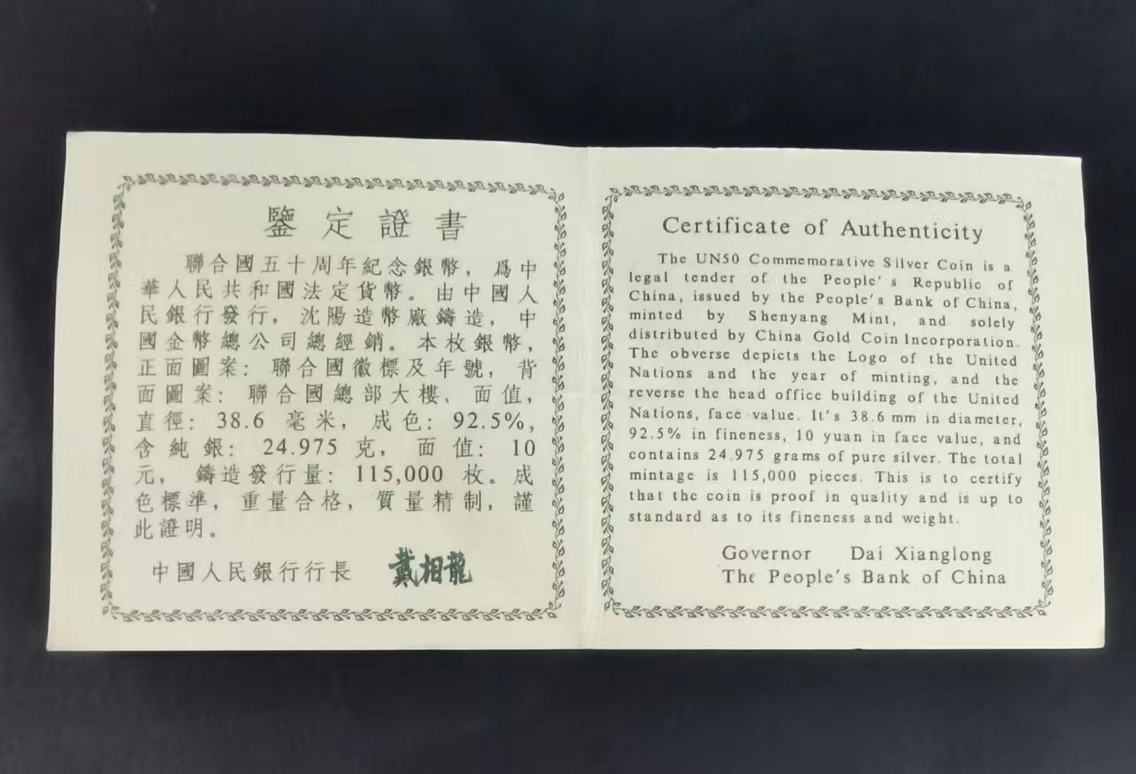 鑒定證書
聯合國五十周年紀念銀幣，爲中
華人民共和國法定貨幣。由中國人
民銀行發行，沈陽造幣廠鑄造，中
國金幣總公司總經銷。本枚銀幣，
正面圖案：聯合國徽標及年號，背
面圖案：聯合國總部大樓、面值，
直徑：38.6 毫米，成色：92.5%，
含純銀：24.975 克，面值：10
元，鑄造發行量：115,000 枚。成
色標準，重量合格，質量精制，謹
此證明。
中國人民銀行行長 戴相龍
Certificate of Authenticity
The UN50 Commemorative Silver Coin is a
legal tender of the People's Republic of
China, issued by the People's Bank of China,
minted by Shenyang Mint, and solely
distributed by China Gold Coin Incorporation.
The obverse depicts the Logo of the United
Nations and the year of minting, and the
reverse the head office building of the United
Nations, face value. It's 38.6 mm in diameter,
92.5% in fineness, 10 yuan in face value, and
contains 24.975 grams of pure silver. The total
mintage is 115,000 pieces. This is to certify
that the coin is proof in quality and is up to
standard as to its fineness and weight.
Governor Dai Xianglong
The People's Bank of China